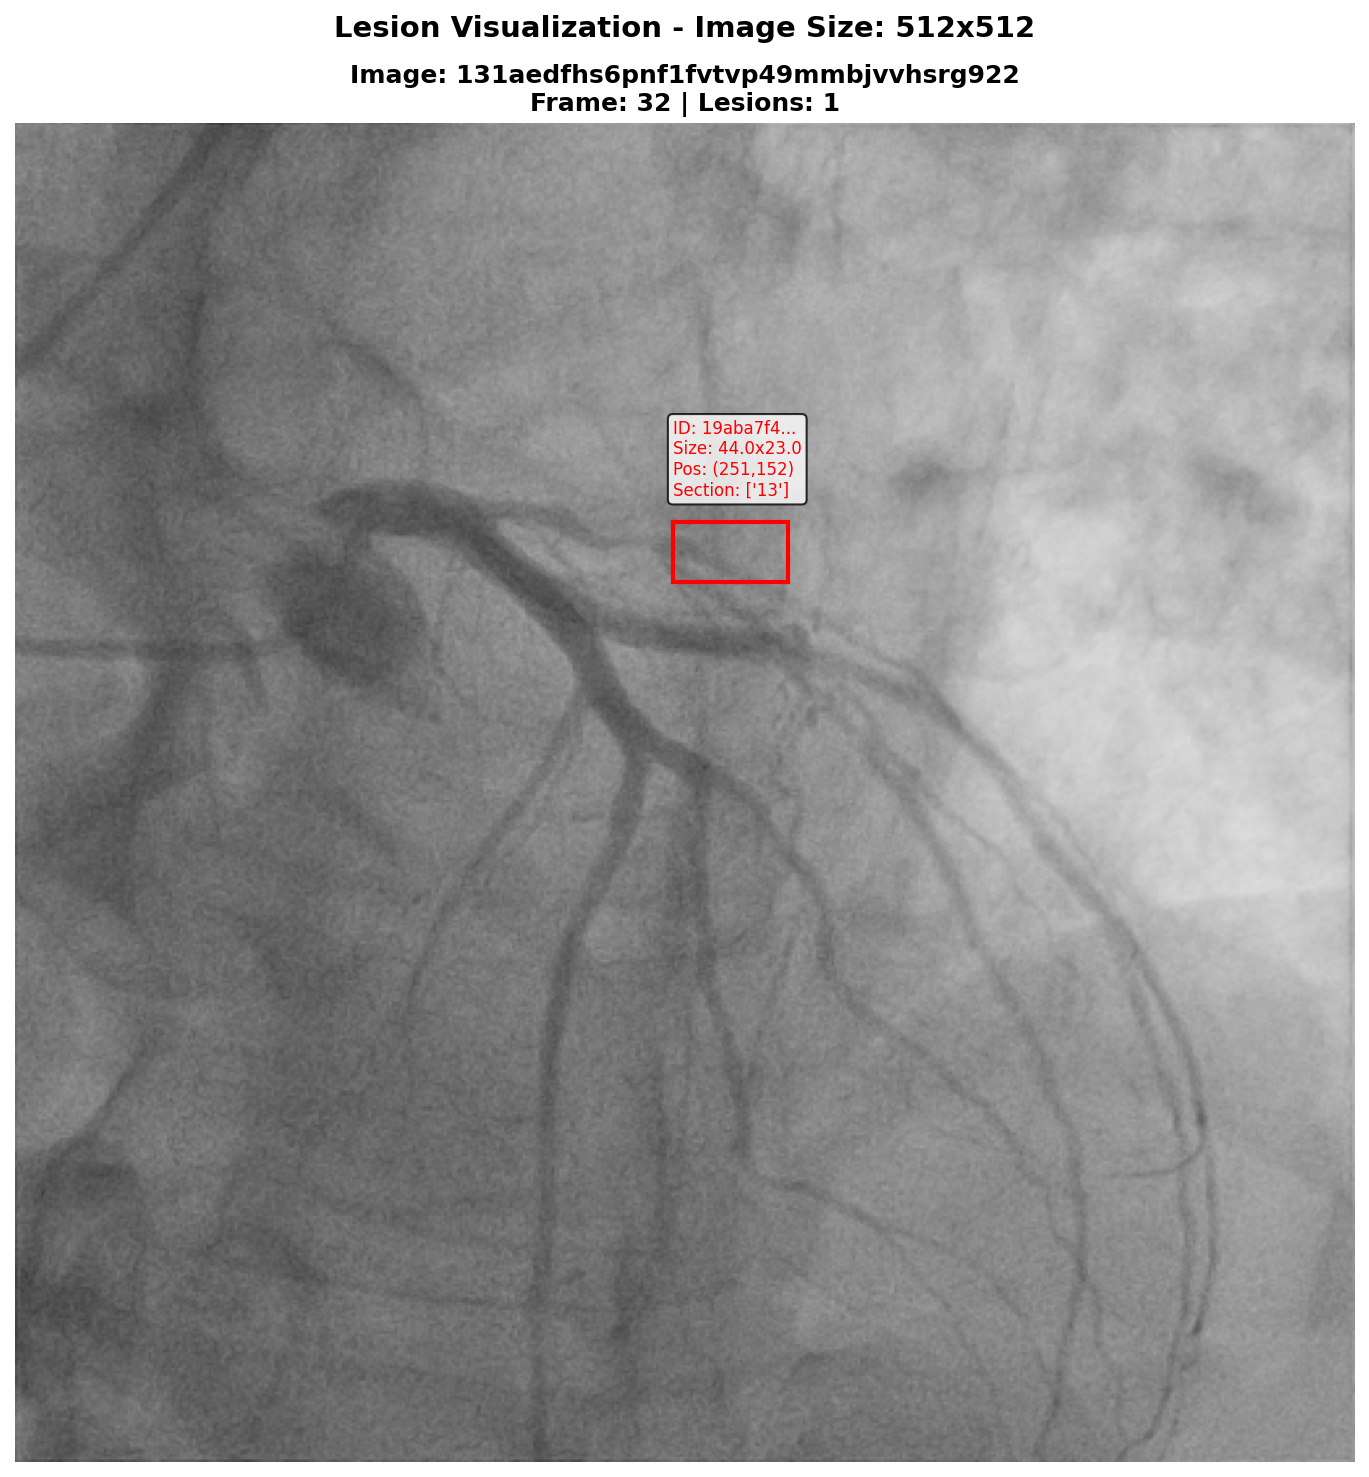 Lesion Visualization - Image Size: 512x512
Image: 131aedfhs6pnf1fvtvp49mmbjvvhsrg922
Frame: 32 | Lesions: 1
ID: 19aba7f4...
Size: 44.0x23.0
Pos: (251,152)
Section: ['13']